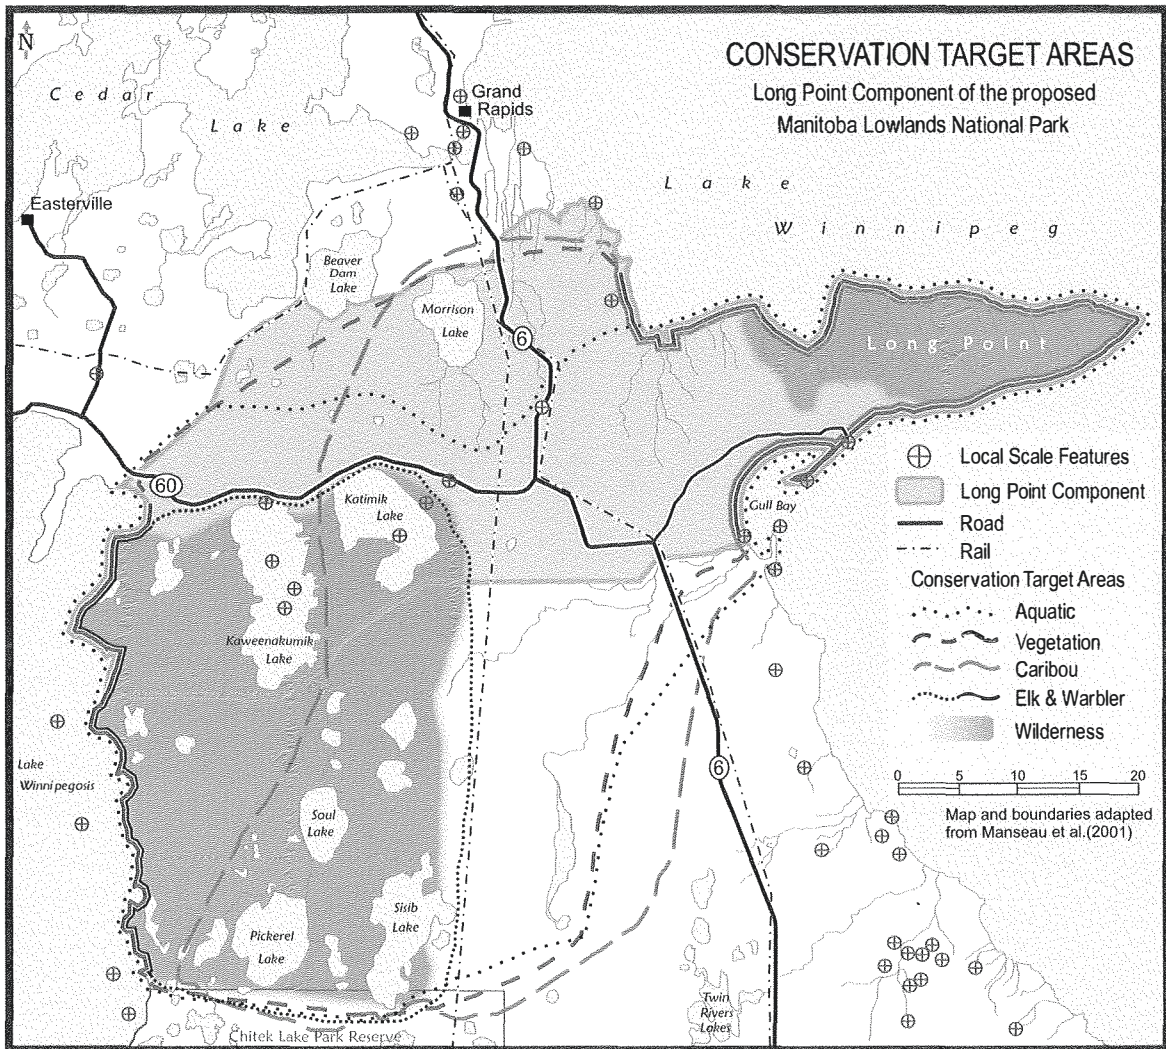 N
CONSERVATION TARGET AREAS
Long Point Component of the proposed
Manitoba Lowlands National Park
Cedar
Lake
Grand
Rapids
Easterville
Lake
Winnipeg
Beaver
Dam
Lake
Morrison
Lake
6
Long Point
60
Katimik
Lake
Gull Bay
Kaweenakumik
Lake
Lake
Winnipegosis
Soul
Lake
6
Sisib
Lake
Pickerel
Lake
Twin
Rivers
Lakes
Chitek Lake Park Reserve
Local Scale Features
Long Point Component
Road
Rail
Conservation Target Areas
Aquatic
Vegetation
Caribou
Elk & Warbler
Wilderness
0 5 10 15 20
Map and boundaries adapted
from Manseau et al.(2001)